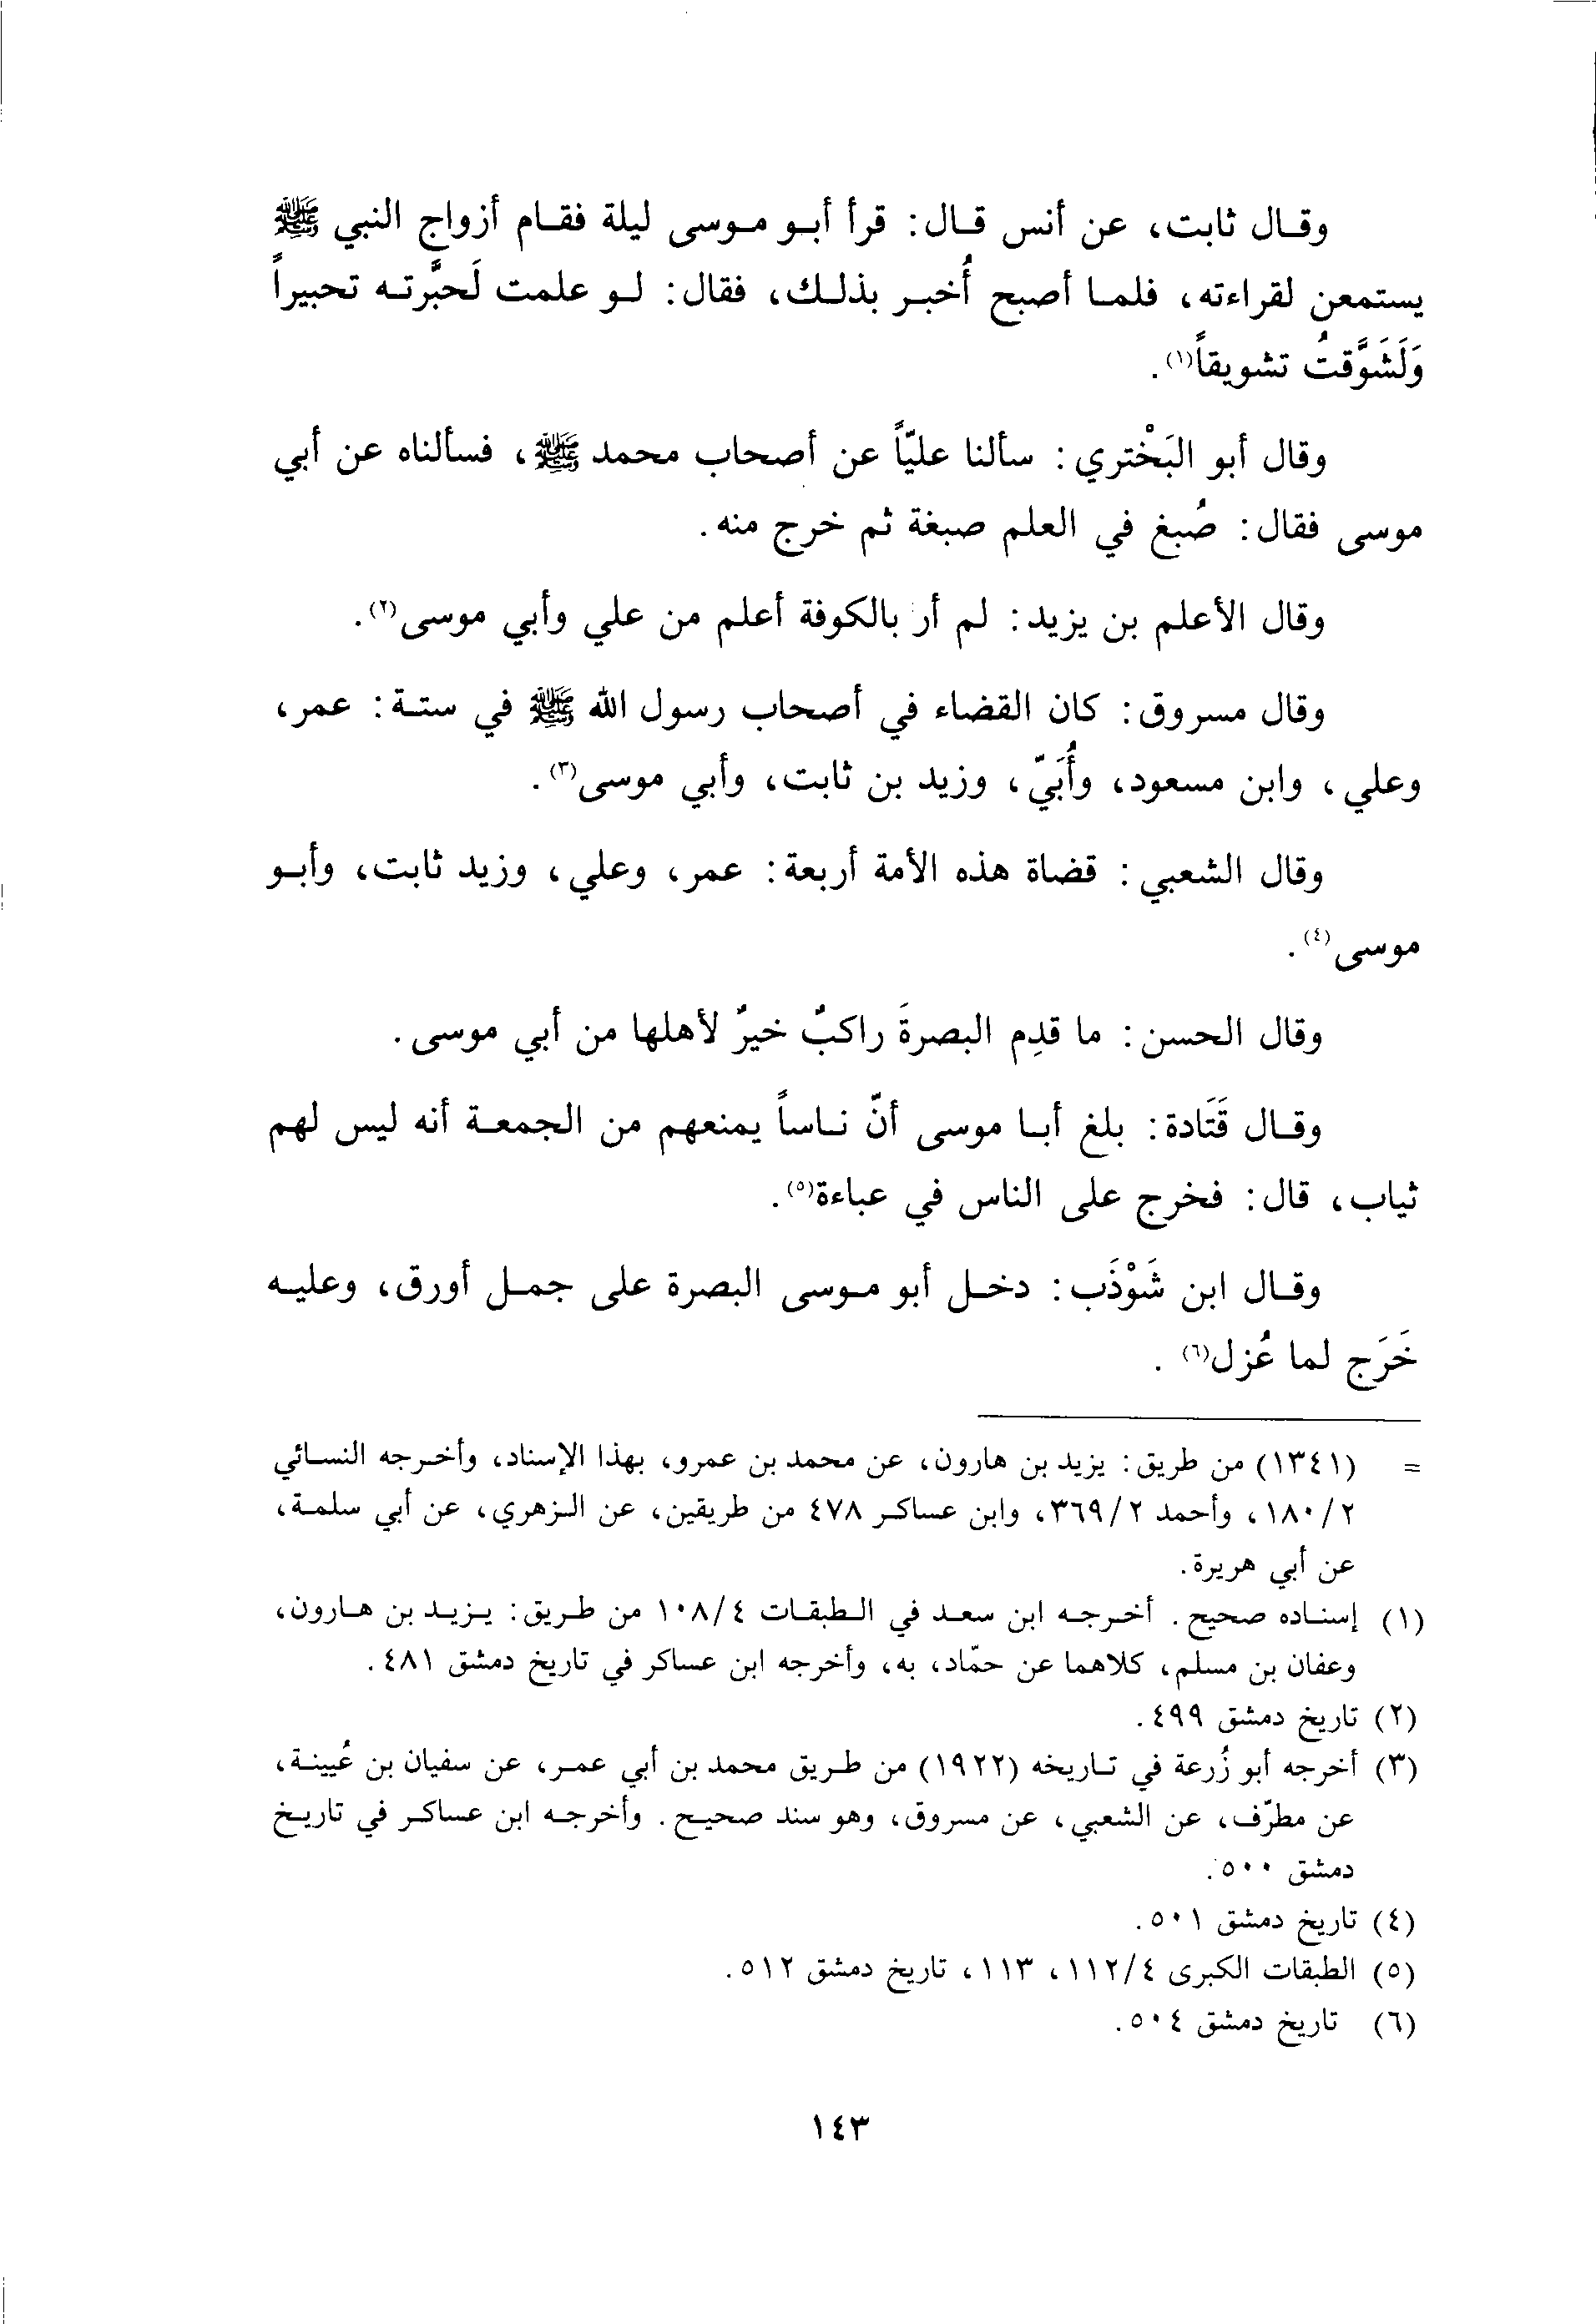 وقال ثابت، عن أنس قال: قرأ أبو موسى ليلة فقام أزواج النبي ﷺ
يستمعن لقراءته، فلما أصبح أُخبر بذلك، فقال: لو علمت لَحبَّرته تحبيراً
وَلَشَوَّقتُ تشويقاً(١).
وقال أبو البَخْتري: سألنا عليّاً عن أصحاب محمد ﷺ، فسألناه عن أبي
موسى فقال: صُبغ في العلم صبغة ثم خرج منه.
وقال الأعلم بن يزيد: لم أر بالكوفة أعلم من علي وأبي موسى(٢).
وقال مسروق: كان القضاء في أصحاب رسول الله ﷺ في ستة: عمر،
وعلي، وابن مسعود، وأُبَيّ، وزيد بن ثابت، وأبي موسى(٣).
وقال الشعبي: قضاة هذه الأمة أربعة: عمر، وعلي، وزيد ثابت، وأبو
موسى(٤).
وقال الحسن: ما قدِم البصرةَ راكبٌ خيرٌ لأهلها من أبي موسى.
وقال قَتَادة: بلغ أبا موسى أنّ ناساً يمنعهم من الجمعة أنه ليس لهم
ثياب، قال: فخرج على الناس في عباءة(٥).
وقال ابن شَوْذَب: دخل أبو موسى البصرة على جمل أورق، وعليه
خَرَج لما عُزل(٦).
= (١٣٤١) من طريق: يزيد بن هارون، عن محمد بن عمرو، بهذا الإسناد، وأخرجه النسائي
٢/١٨٠، وأحمد ٢/٣٦٩، وابن عساكر ٤٧٨ من طريقين، عن الزهري، عن أبي سلمة،
عن أبي هريرة.
(١) إسناده صحيح. أخرجه ابن سعد في الطبقات ٤/١٠٨ من طريق: يزيد بن هارون،
وعفان بن مسلم، كلاهما عن حمّاد، به، وأخرجه ابن عساكر في تاريخ دمشق ٤٨١.
(٢) تاريخ دمشق ٤٩٩.
(٣) أخرجه أبو زُرعة في تاريخه (١٩٢٢) من طريق محمد بن أبي عمر، عن سفيان بن عُيينة،
عن مطرّف، عن الشعبي، عن مسروق، وهو سند صحيح. وأخرجه ابن عساكر في تاريخ
دمشق ٥٠٠.
(٤) تاريخ دمشق ٥٠١.
(٥) الطبقات الكبرى ٤/١١٢، ١١٣، تاريخ دمشق ٥١٢.
(٦) تاريخ دمشق ٥٠٤.
١٤٣